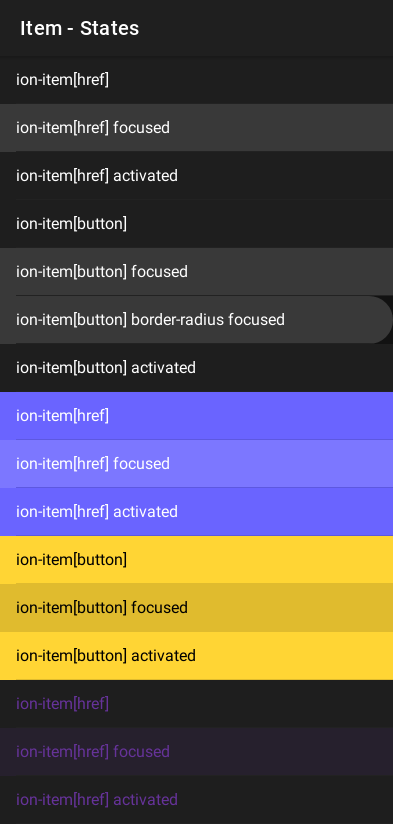 Item - States
ion-item[href]
ion-item[href] focused
ion-item[href] activated
ion-item[button]
ion-item[button] focused
ion-item[button] border-radius focused
ion-item[button] activated
ion-item[href]
ion-item[href] focused
ion-item[href] activated
ion-item[button]
ion-item[button] focused
ion-item[button] activated
ion-item[href]
ion-item[href] focused
ion-item[href] activated